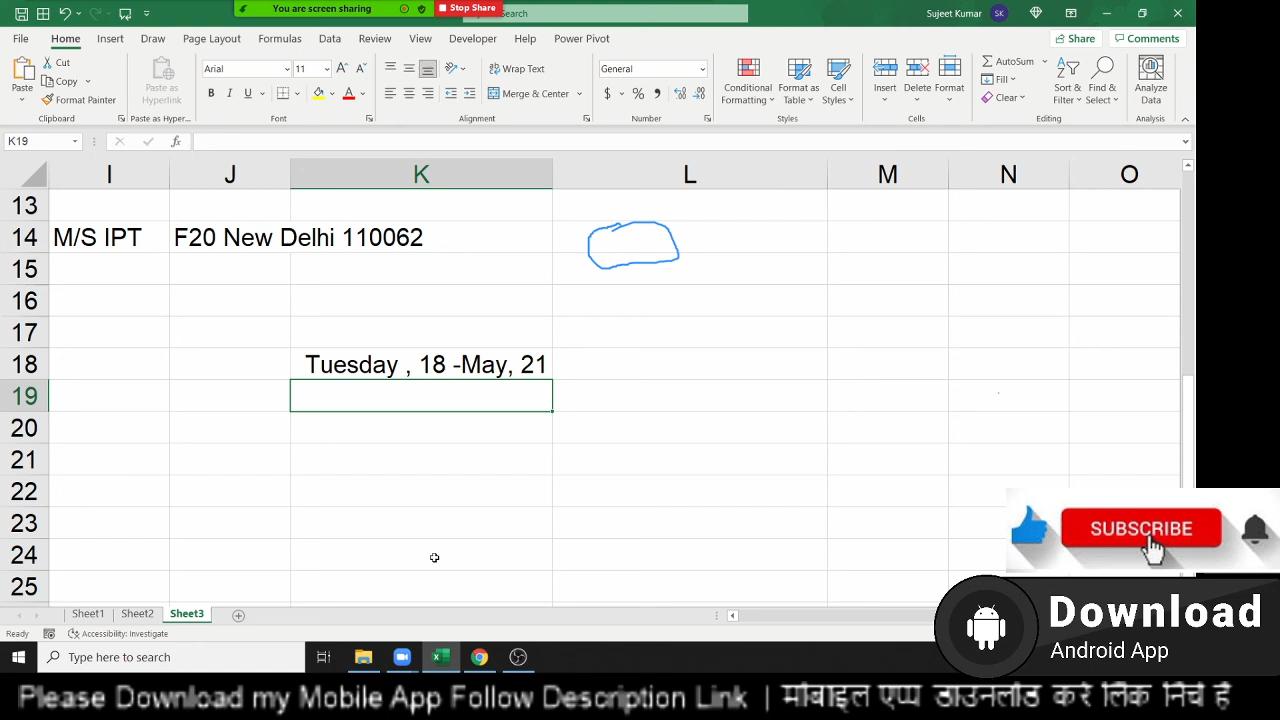 You are screen sharing
Stop Share
Search
Sujeet Kumar
SK
File Home Insert Draw Page Layout Formulas Data Review View Developer Help Power Pivot
Share
Comments
Paste
Cut
Copy
Format Painter
Clipboard
Paste as Hyperlink
Paste as Hyper...
Arial
11
B I U
Font
Wrap Text
Merge & Center
Alignment
General
$ % ,
Number
Conditional Formatting
Format as Table
Cell Styles
Styles
Insert
Delete
Format
Cells
AutoSum
Fill
Clear
Sort & Filter
Find & Select
Editing
Analyze Data
Analysis
K19
fx
I J K L M N O
13
14 M/S IPT F20 New Delhi 110062
15
16
17
18 Tuesday , 18 -May, 21
19
20
21
22
23
24
25
SUBSCRIBE
Sheet1 Sheet2 Sheet3
Ready
Accessibility: Investigate
Download
Android App
Type here to search
Please Download my Mobile App Follow Description Link | मोबाइल एप्प डाउनलोड करे लिंक निचे है